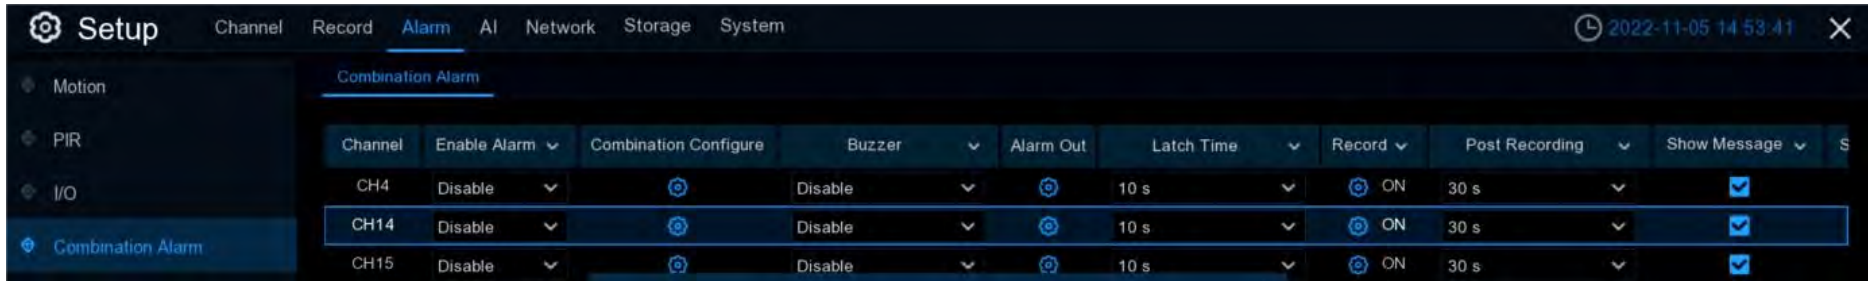 Setup Channel Record Alarm AI Network Storage System 2022-11-05 14:53:41
Motion
Combination Alarm
PIR
Channel Enable Alarm Combination Configure Buzzer Alarm Out Latch Time Record Post Recording Show Message S
I/O
CH4 Disable Disable 10 s ON 30 s
CH14 Disable Disable 10 s ON 30 s
Combination Alarm
CH15 Disable Disable 10 s ON 30 s